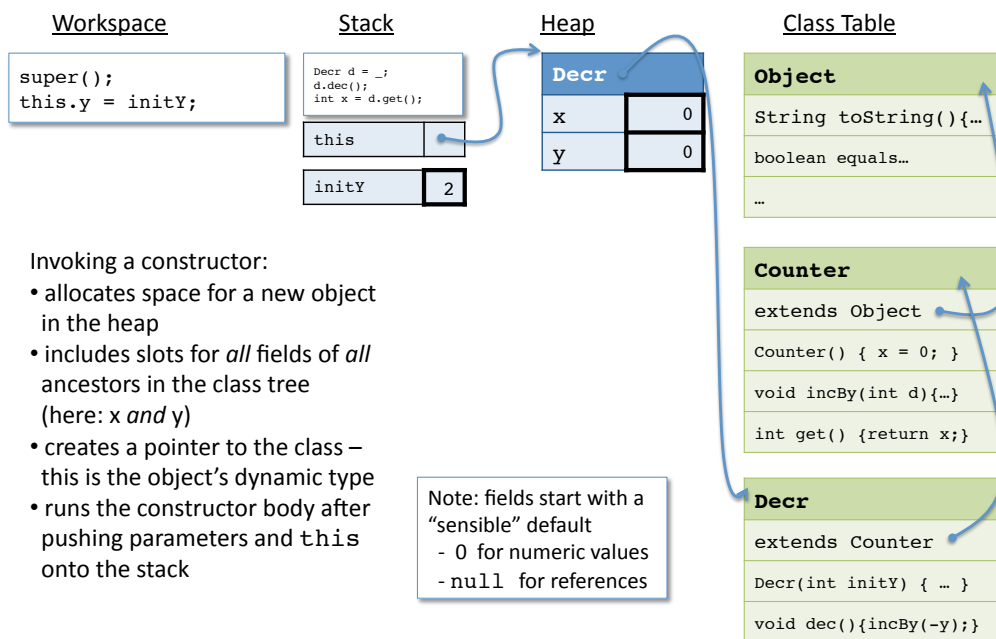 Workspace
Stack
Heap
Class Table
super();
this.y = initY;
Decr d = _;
d.dec();
int x = d.get();
this
initY 2
Decr
x 0
y 0
Object
String toString(){…
boolean equals…
…
Counter
extends Object
Counter() { x = 0; }
void incBy(int d){…}
int get() {return x;}
Decr
extends Counter
Decr(int initY) { … }
void dec(){incBy(-y);}
Invoking a constructor:
• allocates space for a new object
in the heap
• includes slots for all fields of all
ancestors in the class tree
(here: x and y)
• creates a pointer to the class –
this is the object's dynamic type
• runs the constructor body after
pushing parameters and this
onto the stack
Note: fields start with a
“sensible” default
- 0 for numeric values
- null for references